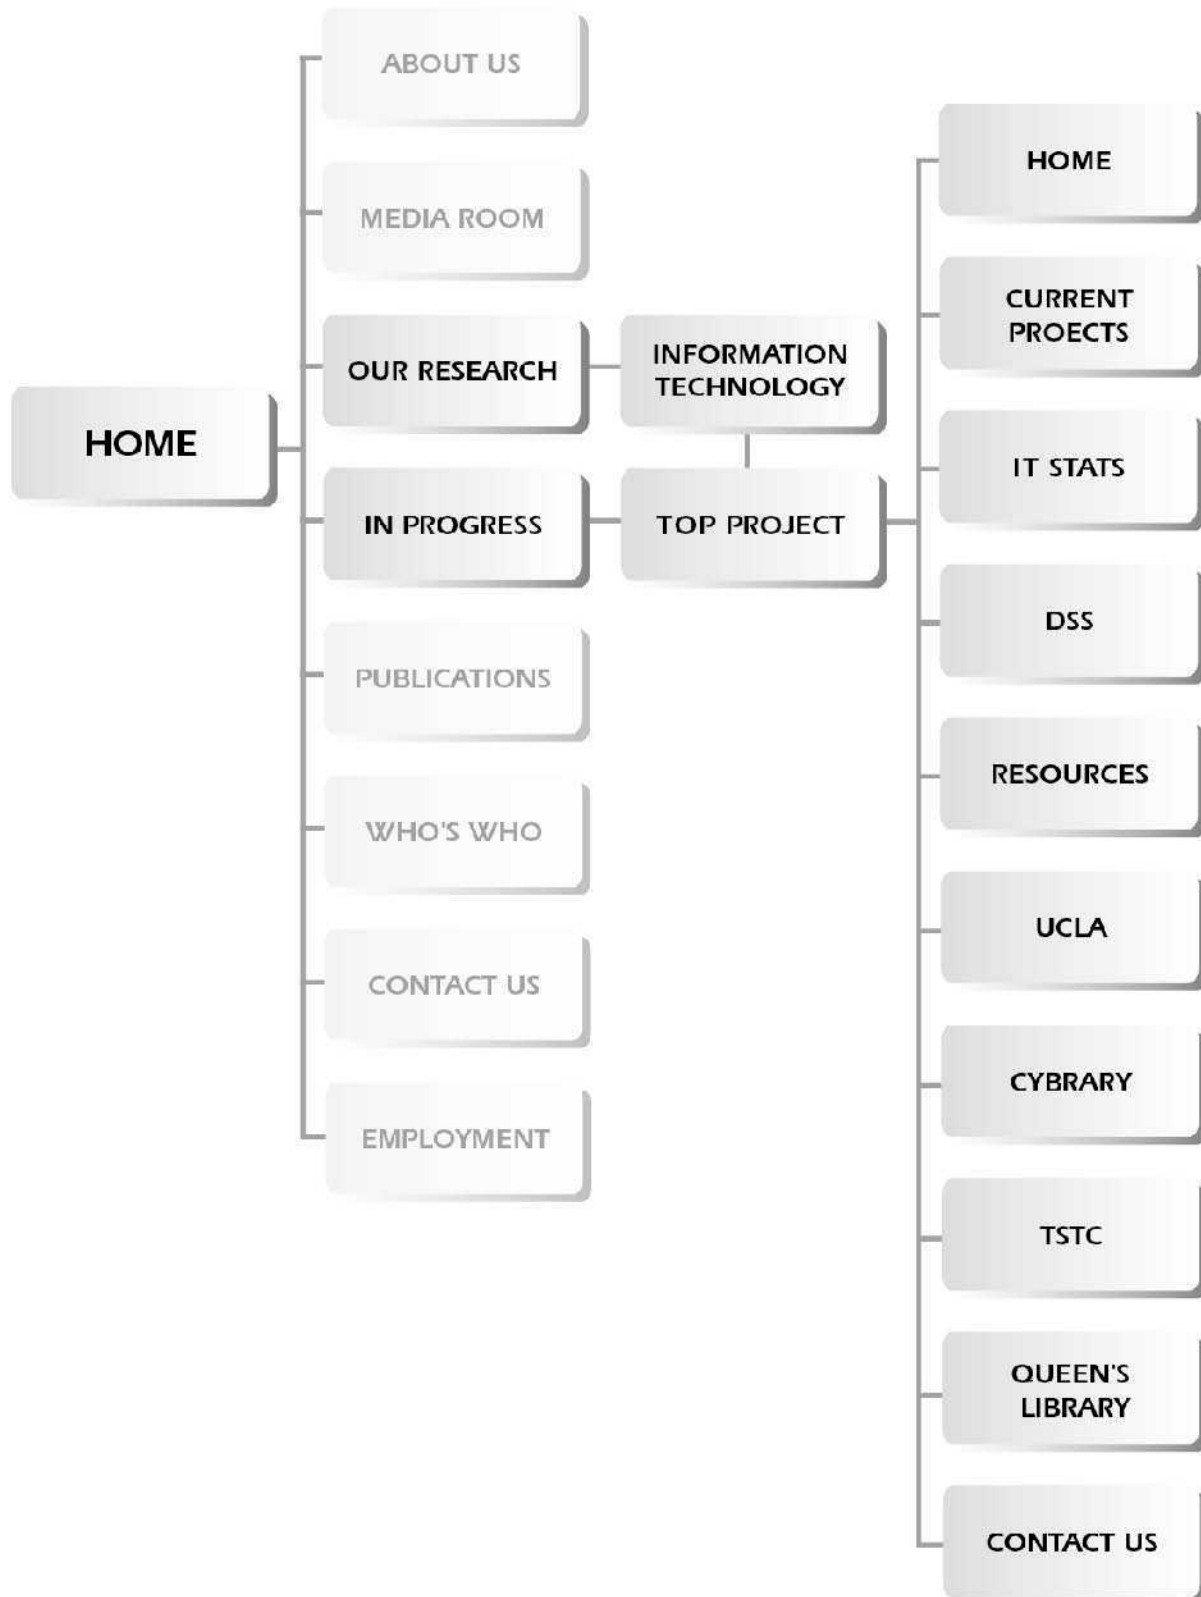 ABOUT US
MEDIA ROOM
OUR RESEARCH
HOME
IN PROGRESS
PUBLICATIONS
WHO'S WHO
CONTACT US
EMPLOYMENT
INFORMATION
TECHNOLOGY
TOP PROJECT
HOME
CURRENT
PROECTS
IT STATS
DSS
RESOURCES
UCLA
CYBRARY
TSTC
QUEEN'S
LIBRARY
CONTACT US